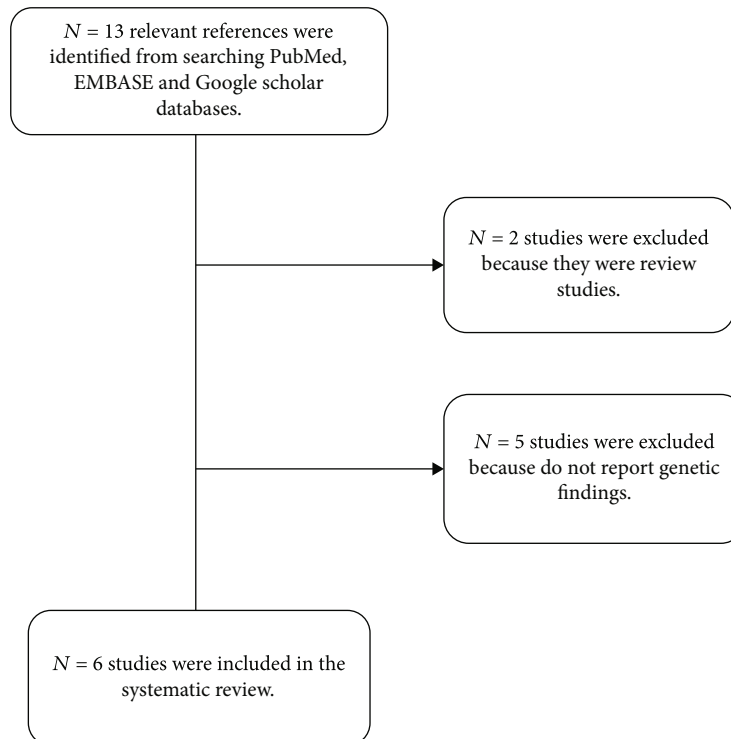 N = 13 relevant references were
identified from searching PubMed,
EMBASE and Google scholar
databases.
N = 2 studies were excluded
because they were review
studies.
N = 5 studies were excluded
because do not report genetic
findings.
N = 6 studies were included in the
systematic review.